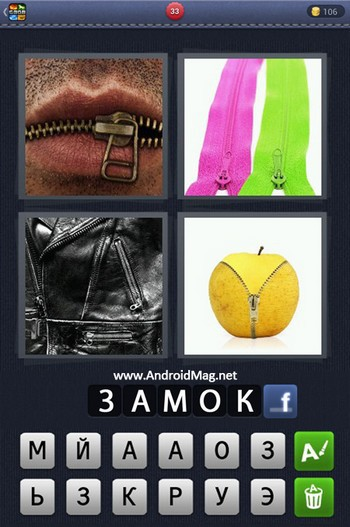 33
106
www.AndroidMag.net
ЗАМОК f
М Й А А О З А
Ь З К Р У Э